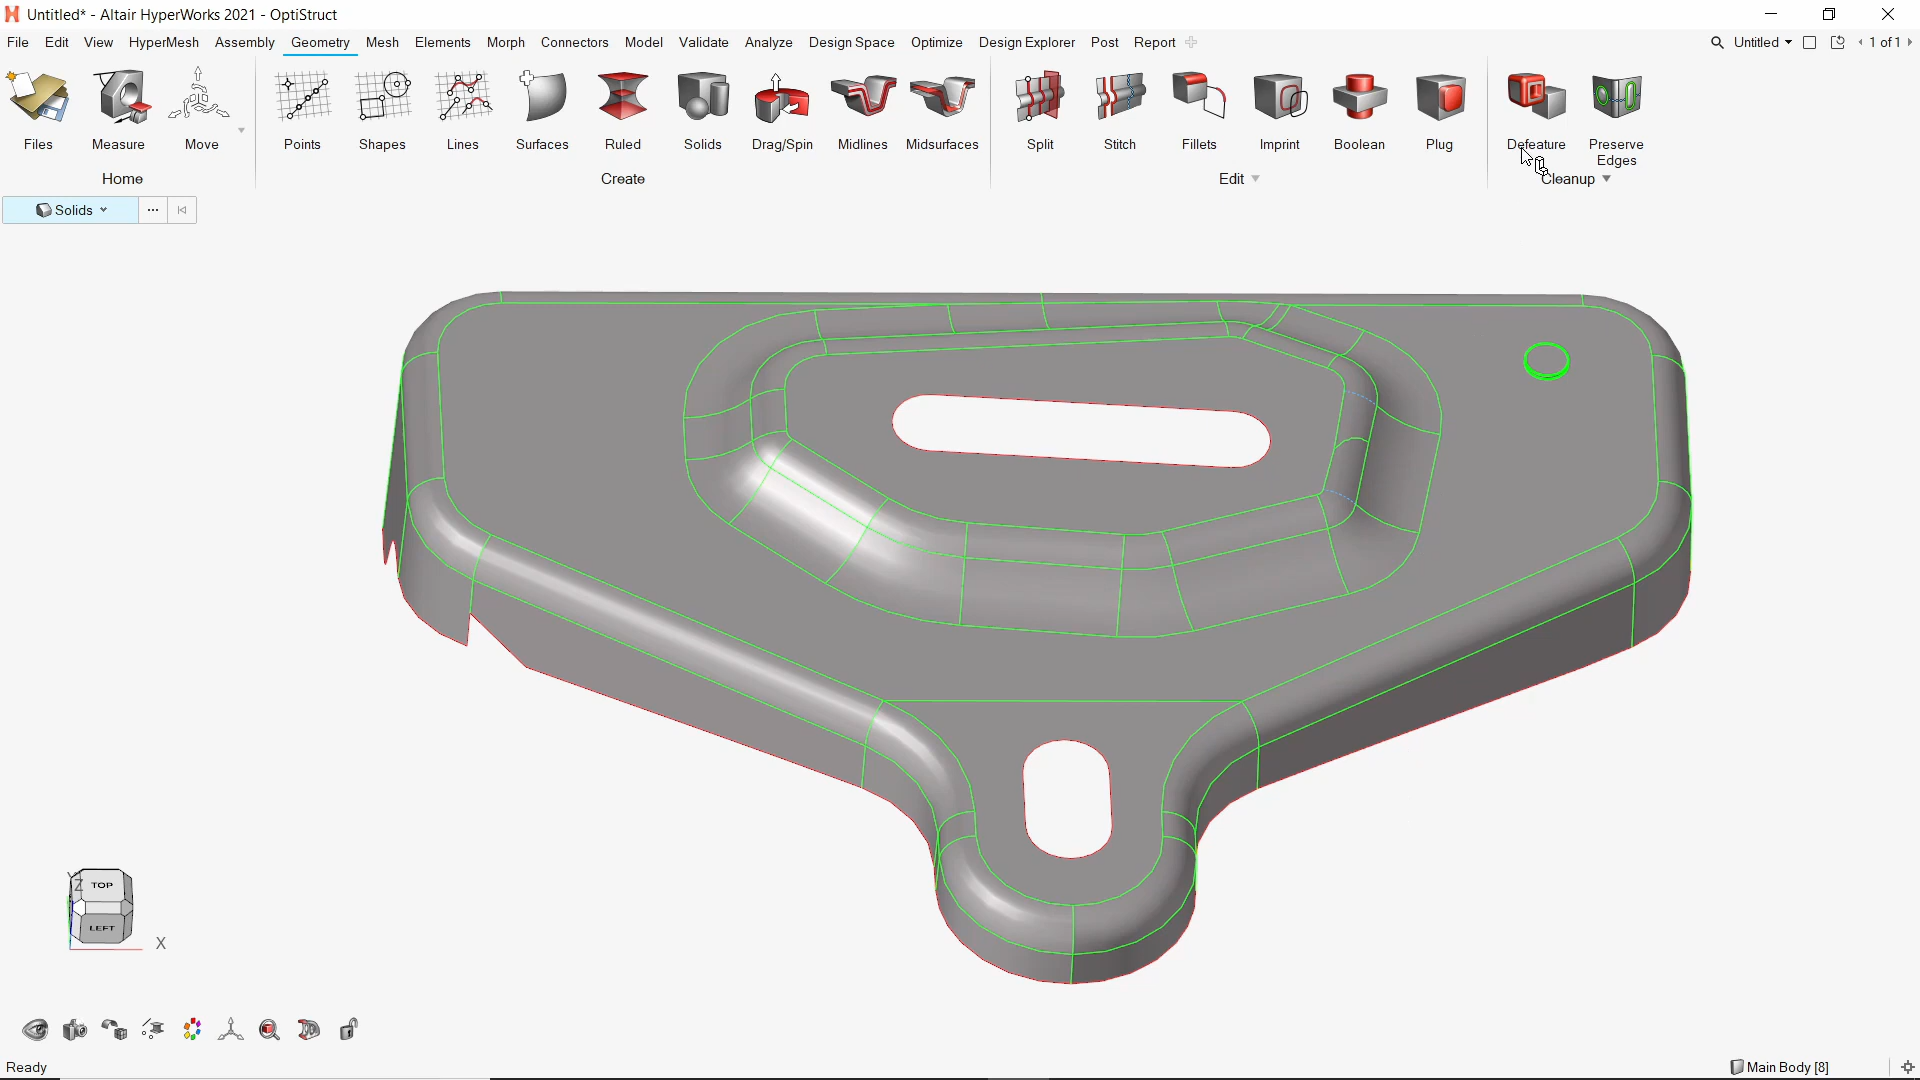 Untitled* - Altair HyperWorks 2021 - OptiStruct
File Edit View HyperMesh Assembly Geometry Mesh Elements Morph Connectors Model Validate Analyze Design Space Optimize Design Explorer Post Report Untitled 1 of 1
Files Measure Move Points Shapes Lines Surfaces Ruled Solids Drag/Spin Midlines Midsurfaces Split Stitch Fillets Imprint Boolean Plug Defeature Preserve
Edges
Home Create Edit Cleanup
Solids
TOP
LEFT
Z
X
Ready Main Body [8]